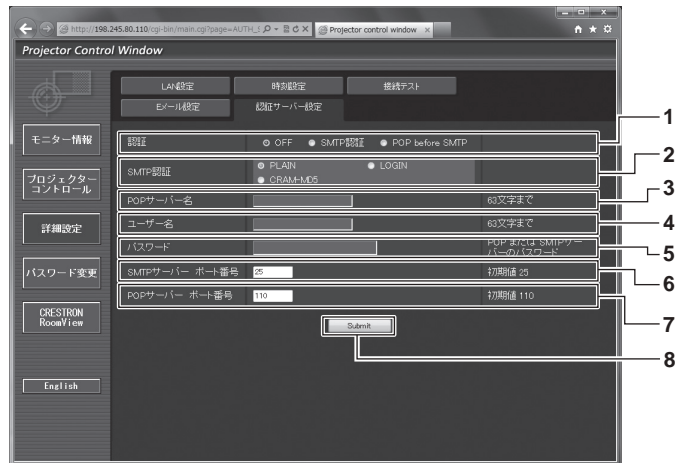 http://198.245.80.110/cgi-bin/main.cgi?page=AUTH_S
Projector control window
Projector Control Window
LAN設定
時刻設定
接続テスト
Eメール設定
認証サーバー設定
モニター情報
プロジェクター
コントロール
詳細設定
パスワード変更
CRESTRON
RoomView
English
認証
OFF
SMTP認証
POP before SMTP
1
SMTP認証
PLAIN
LOGIN
CRAM-MD5
2
POPサーバー名
63文字まで
3
ユーザー名
63文字まで
4
パスワード
POP または SMTPサー
バーのパスワード
5
SMTPサーバー ポート番号
25
初期値 25
6
POPサーバー ポート番号
110
初期値 110
7
Submit
8